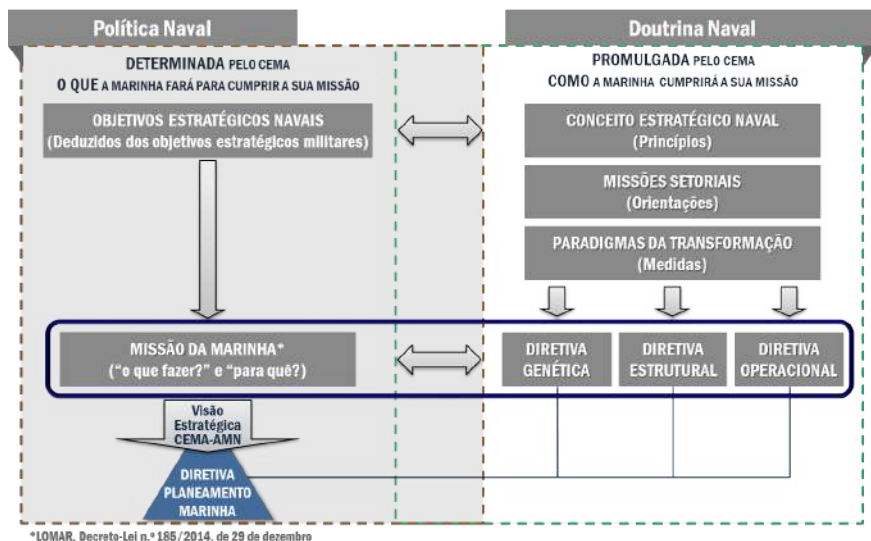 Política Naval
DETERMINADA PELO CEMA
O QUE A MARINHA FARÁ PARA CUMPRIR A SUA MISSÃO
OBJETIVOS ESTRATÉGICOS NAVAIS
(Deduzidos dos objetivos estratégicos militares)
MISSÃO DA MARINHA*
("o que fazer?" e "para quê?)
Visão
Estratégica
CEMA-AMN
DIRETIVA
PLANEAMENTO
MARINHA
Doutrina Naval
PROMULGADA PELO CEMA
COMO A MARINHA CUMPRIRÁ A SUA MISSÃO
CONCEITO ESTRATÉGICO NAVAL
(Princípios)
MISSÕES SETORIAIS
(Orientações)
PARADIGMAS DA TRANSFORMAÇÃO
(Medidas)
DIRETIVA
GENÉTICA
DIRETIVA
ESTRUTURAL
DIRETIVA
OPERACIONAL
*LOMAR, Decreto-Lei n.º 185/2014, de 29 de dezembro